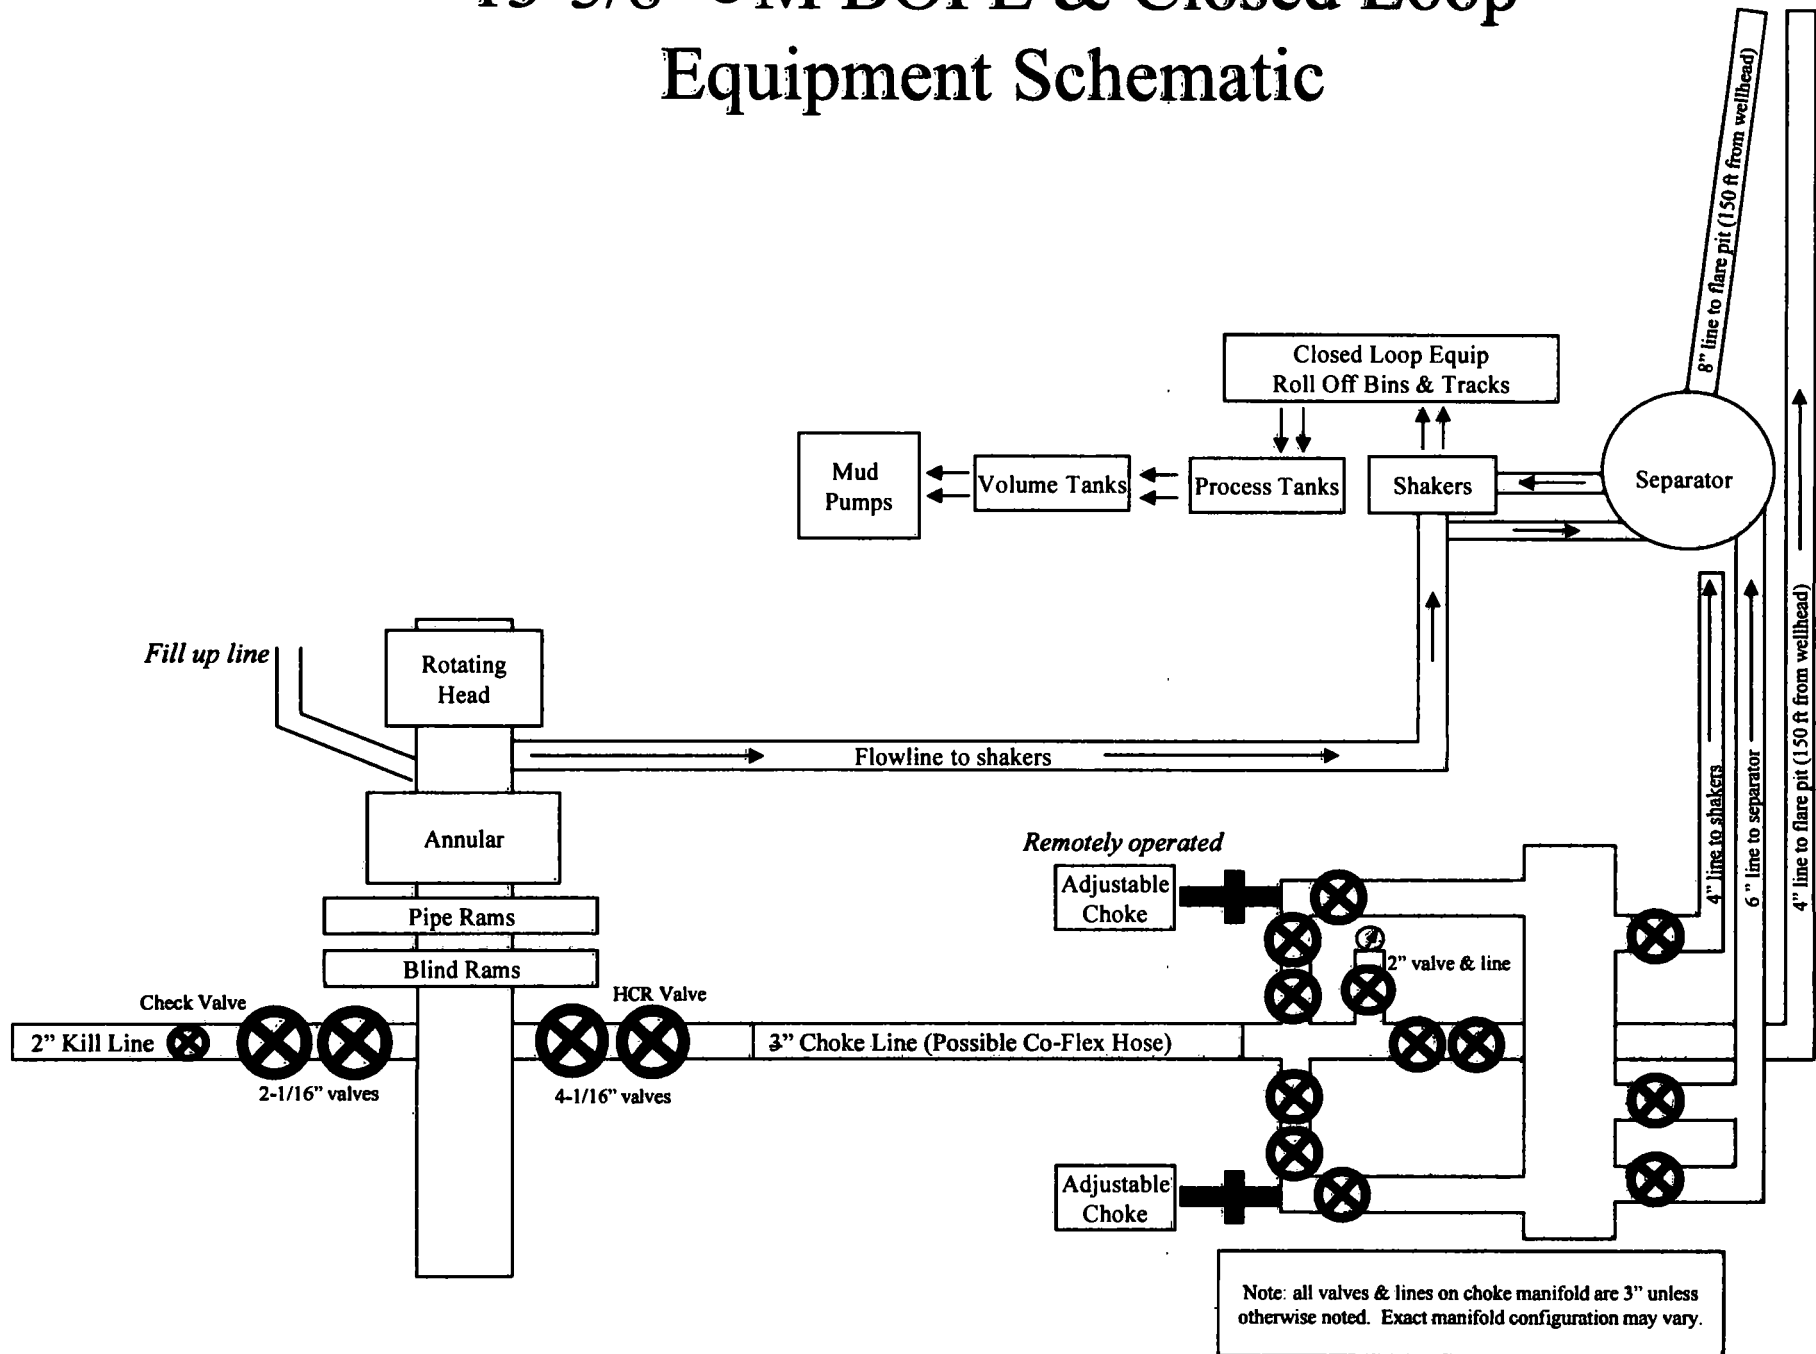 BOPE & Closed Loop
Equipment Schematic
8” line to flare pit (150 ft from wellhead)
Closed Loop Equip
Roll Off Bins & Tracks
Mud
Pumps
Volume Tanks
Process Tanks
Shakers
Separator
Fill up line
Rotating
Head
Flowline to shakers
Annular
Pipe Rams
Blind Rams
Remotely operated
Adjustable
Choke
4” line to shakers
6” line to separator
4” line to flare pit (150 ft from wellhead)
2” valve & line
Check Valve
HCR Valve
2” Kill Line
3” Choke Line (Possible Co-Flex Hose)
2-1/16” valves
4-1/16” valves
Adjustable
Choke
Note: all valves & lines on choke manifold are 3” unless
otherwise noted. Exact manifold configuration may vary.